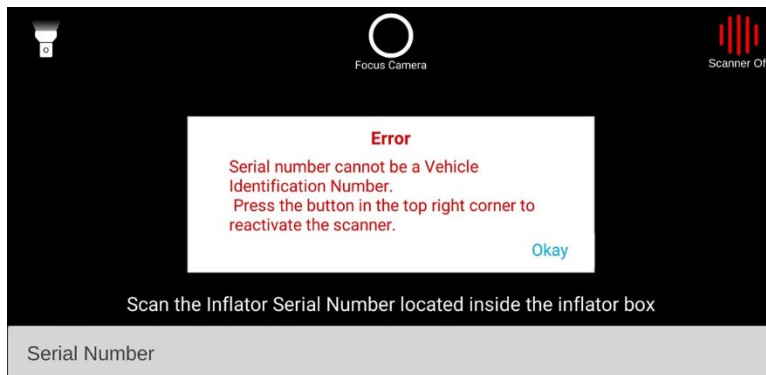 Focus Camera
Scanner Of
Error
Serial number cannot be a Vehicle
Identification Number.
Press the button in the top right corner to
reactivate the scanner.
Okay
Scan the Inflator Serial Number located inside the inflator box
Serial Number